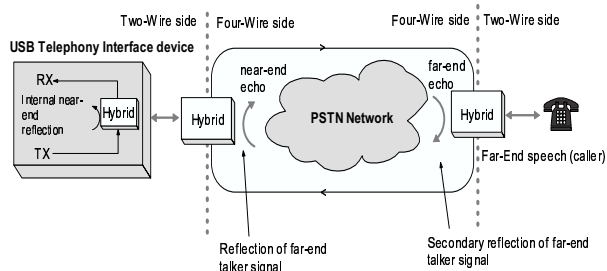 Two-Wire side
Four-Wire side
Four-Wire side
Two-Wire side
USB Telephony Interface device
RX
Internal near-
end
reflection
Hybrid
TX
Hybrid
near-end
echo
PSTN Network
far-end
echo
Hybrid
Far-End speech (caller)
Reflection of far-end
talker signal
Secondary reflection of far-end
talker signal